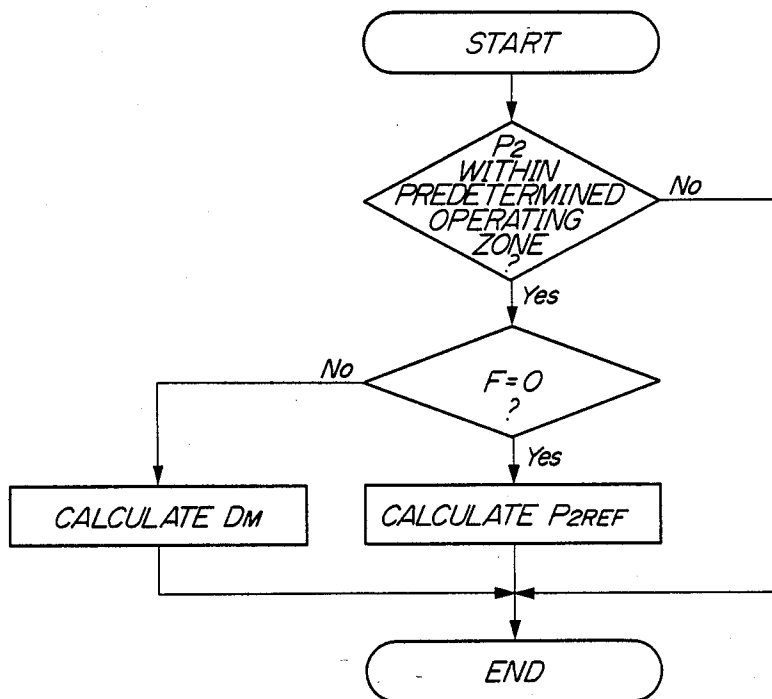 START
P2
WITHIN
PREDETERMINED
OPERATING
ZONE
?
No
Yes
No
F=0
?
Yes
CALCULATE DM
CALCULATE P2REF
END